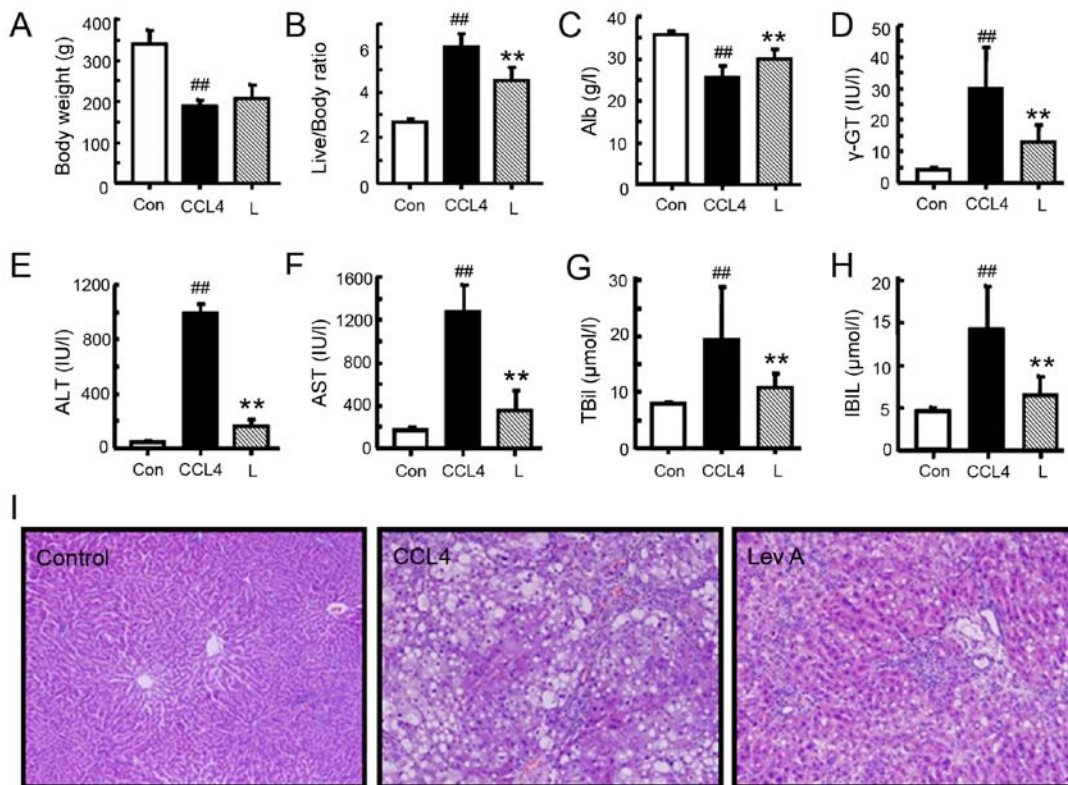 A
Body weight (g)
400
300
200
100
0
##
Con
CCL4
L
B
Live/Body ratio
6
4
2
0
##
**
Con
CCL4
L
C
Alb (g/l)
40
20
10
0
##
**
Con
CCL4
L
D
γ-GT (IU/l)
50
40
30
20
10
0
##
**
Con
CCL4
L
E
ALT (IU/l)
1200
800
400
0
##
**
Con
CCL4
L
F
AST (IU/l)
1600
1200
800
400
0
##
**
Con
CCL4
L
G
TBil (µmol/l)
30
20
10
0
##
**
Con
CCL4
L
H
IBIL (µmol/l)
20
15
10
5
0
##
**
Con
CCL4
L
I
Control
CCL4
Lev A